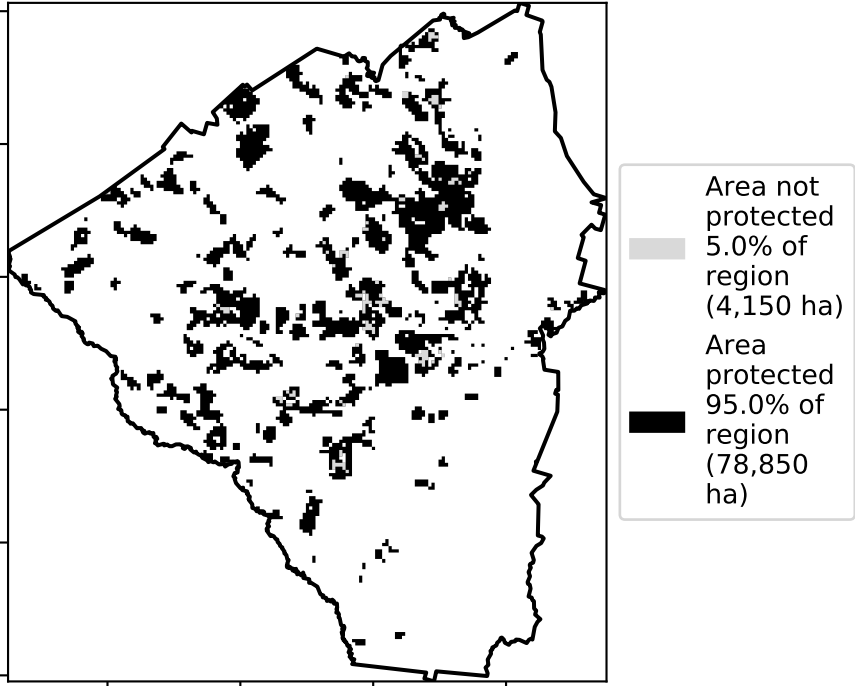 Area not
protected
5.0% of
region
(4,150 ha)
Area
protected
95.0% of
region
(78,850
ha)